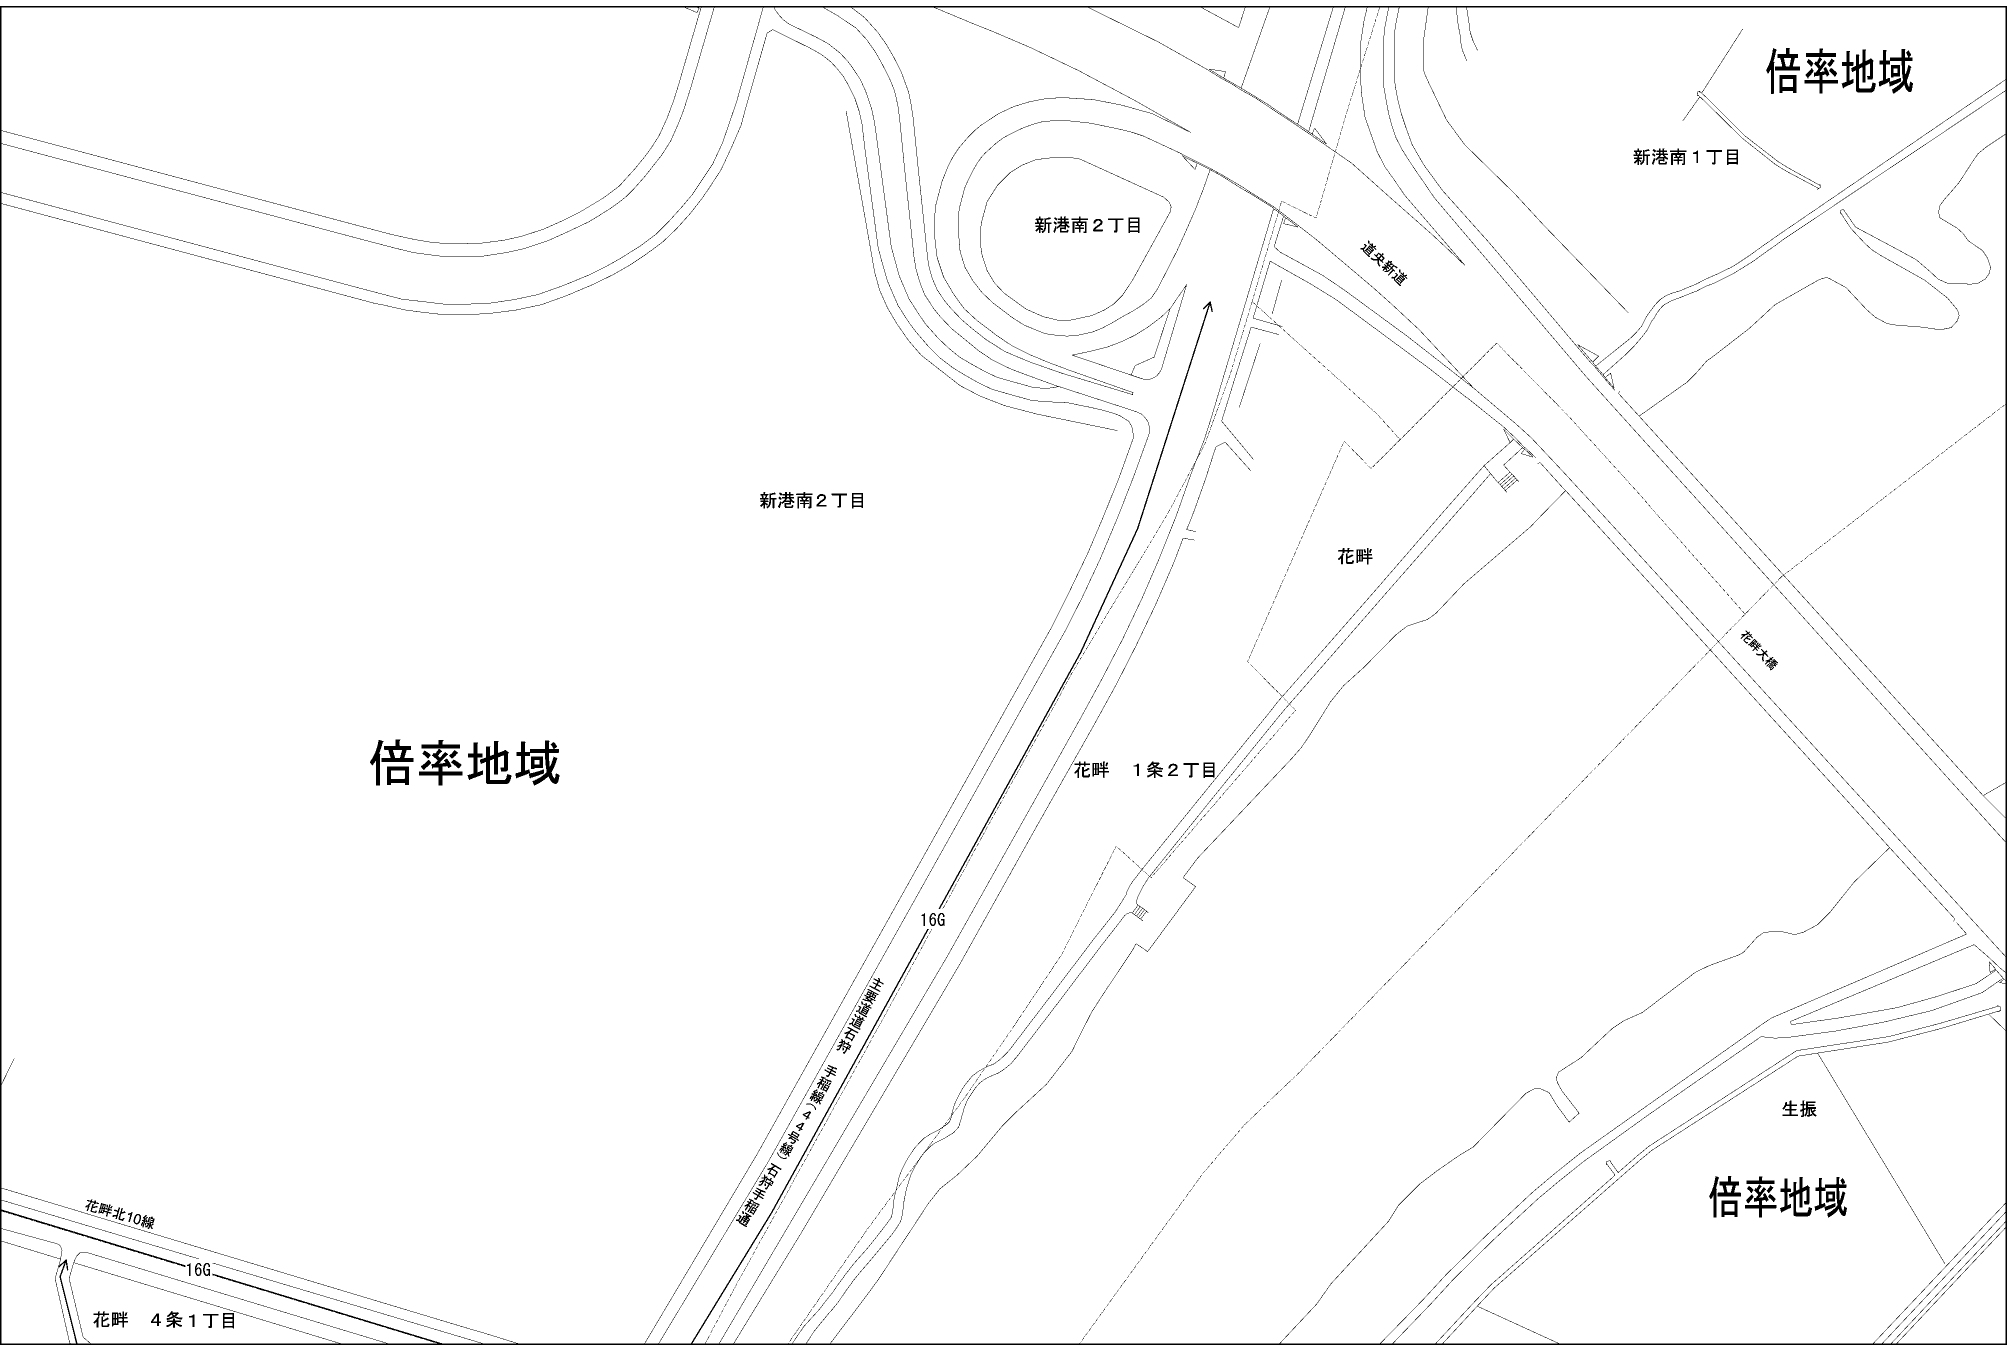 倍率地域
新港南１丁目
新港南２丁目
道央新道
新港南２丁目
花畔
花畔大橋
倍率地域
花畔　１条２丁目
16G
主要道道石狩　手稲線(４４号線)石狩手稲通
生振
倍率地域
花畔北10線
16G
花畔　４条１丁目